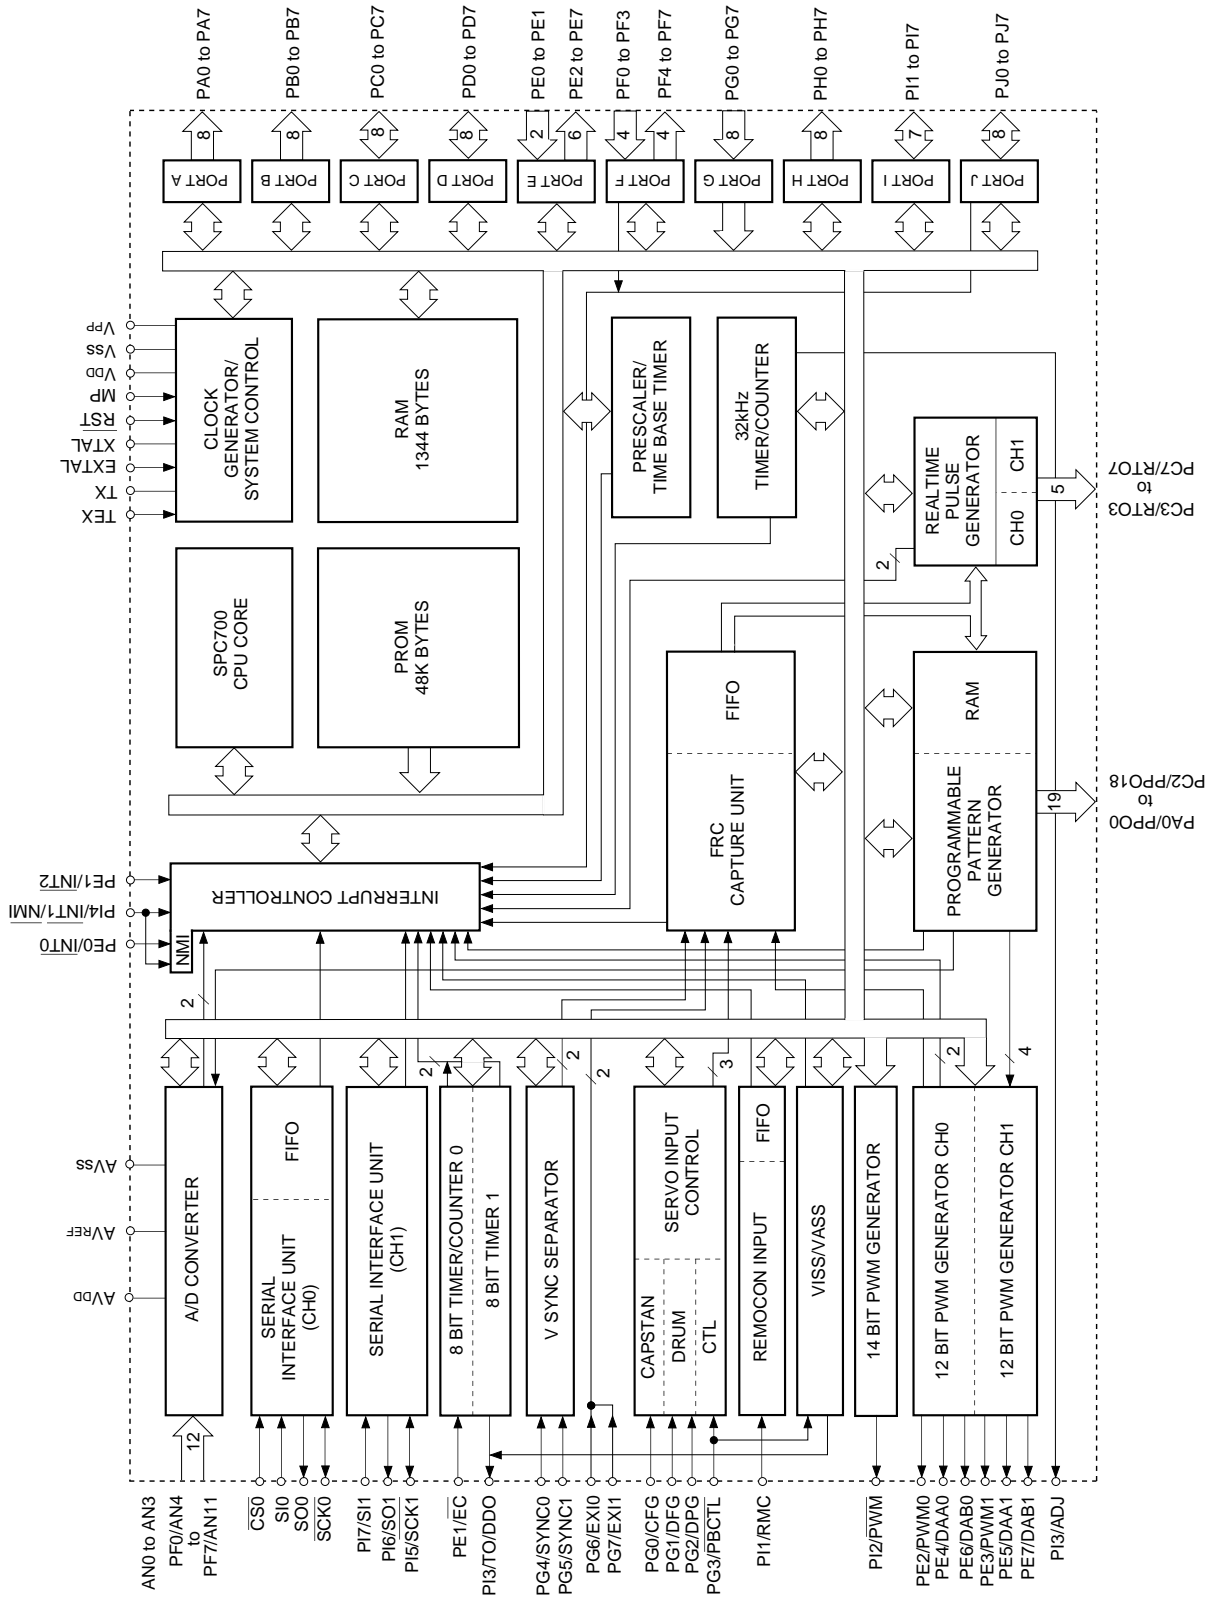 PA0 to PA7
PB0 to PB7
PC0 to PC7
PD0 to PD7
PE0 to PE1
PE2 to PE7
PF0 to PF3
PF4 to PF7
PG0 to PG7
PH0 to PH7
PI1 to PI7
PJ0 to PJ7
8
8
8
8
2
6
4
4
8
8
7
8
PORT A
PORT B
PORT C
PORT D
PORT E
PORT F
PORT G
PORT H
PORT I
PORT J
VPP
VSS
VDD
MP
RST
XTAL
EXTAL
TX
TEX
CLOCK
GENERATOR/
SYSTEM CONTROL
RAM
1344 BYTES
PRESCALER/
TIME BASE TIMER
32kHz
TIMER/COUNTER
REALTIME
PULSE
GENERATOR
CH0
CH1
5
PC3/RTO3
to
PC7/RTO7
2
SPC700
CPU CORE
PROM
48K BYTES
FRC
CAPTURE UNIT
FIFO
PROGRAMMABLE
PATTERN
GENERATOR
RAM
19
PA0/PPO0
to
PC2/PPO18
PE1/INT2
PI4/INT1/NMI
PE0/INT0
INTERRUPT CONTROLLER
NMI
2
2
2
2
3
2
4
AVSS
AVREF
AVDD
A/D CONVERTER
SERIAL
INTERFACE UNIT
(CH0)
FIFO
SERIAL INTERFACE UNIT
(CH1)
8 BIT TIMER/COUNTER 0
8 BIT TIMER 1
V SYNC SEPARATOR
SERVO INPUT
CONTROL
CAPSTAN
DRUM
CTL
REMOCON INPUT
FIFO
VISS/VASS
14 BIT PWM GENERATOR
12 BIT PWM GENERATOR CH0
12 BIT PWM GENERATOR CH1
12
AN0 to AN3
PF0/AN4
to
PF7/AN11
CS0
SI0
SO0
SCK0
PI7/SI1
PI6/SO1
PI5/SCK1
PE1/EC
PI3/TO/DDO
PG4/SYNC0
PG5/SYNC1
PG6/EXI0
PG7/EXI1
PG0/CFG
PG1/DFG
PG2/DPG
PG3/PBCTL
PI1/RMC
PI2/PWM
PE2/PWM0
PE4/DAA0
PE6/DAB0
PE3/PWM1
PE5/DAA1
PE7/DAB1
PI3/ADJ